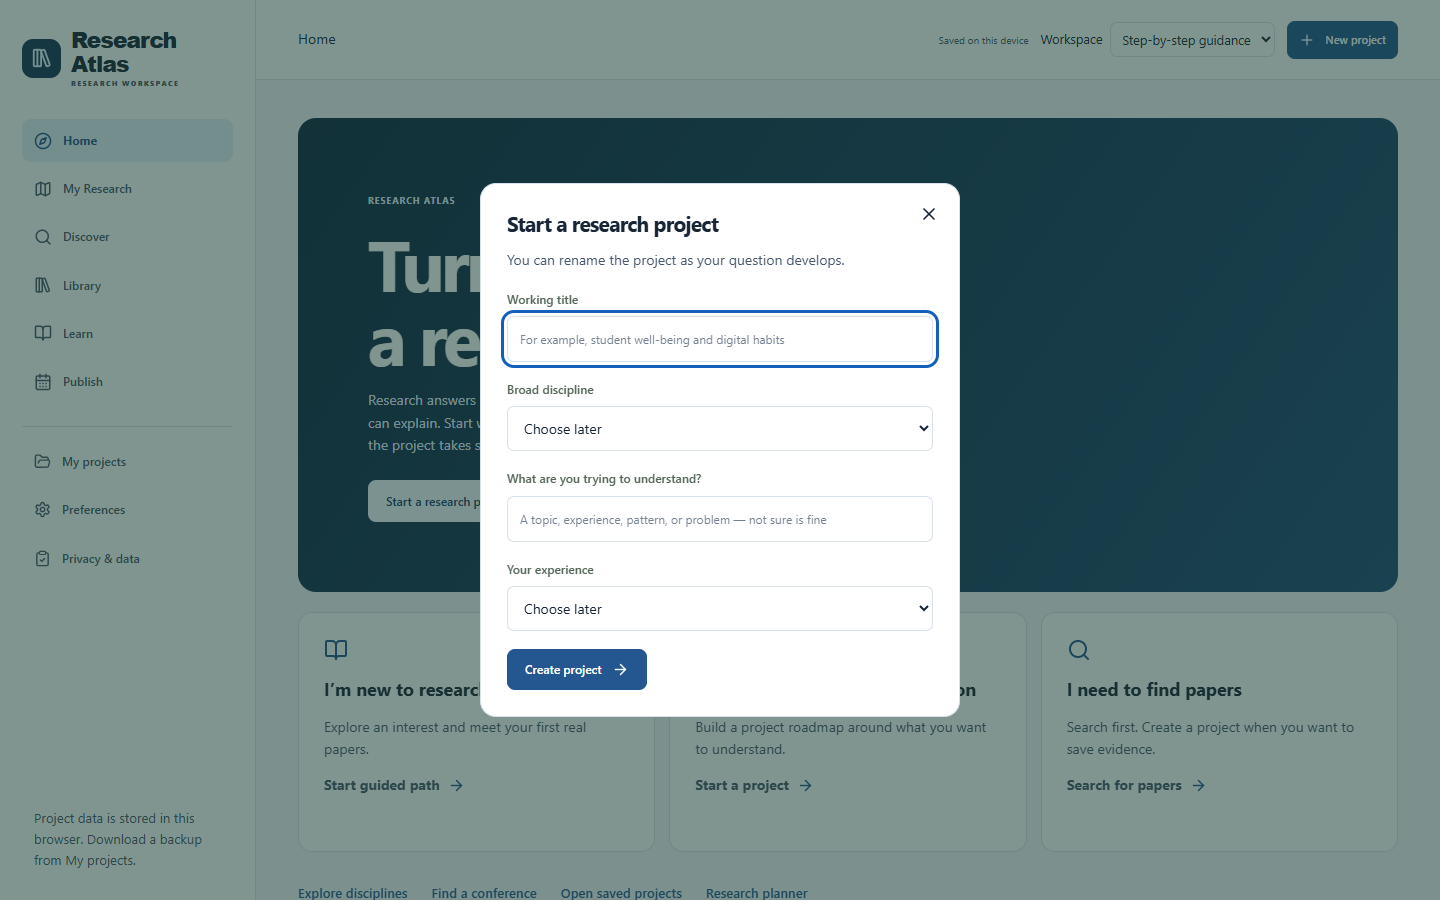 Research
Atlas
RESEARCH WORKSPACE
Home
My Research
Discover
Library
Learn
Publish
My projects
Preferences
Privacy & data
Project data is stored in this
browser. Download a backup
from My projects.
Home
Saved on this device
Workspace
Step-by-step guidance
New project
RESEARCH ATLAS
a re
Research answers
can explain. Start
the project takes
Start a research
Start a research project
You can rename the project as your question develops.
Working title
For example, student well-being and digital habits
Broad discipline
Choose later
What are you trying to understand?
A topic, experience, pattern, or problem — not sure is fine
Your experience
Choose later
Create project
I’m new to researc
Explore an interest and meet your first real
papers.
Start guided path
on
Build a project roadmap around what you want
to understand.
Start a project
I need to find papers
Search first. Create a project when you want to
save evidence.
Search for papers
Explore disciplines
Find a conference
Open saved projects
Research planner